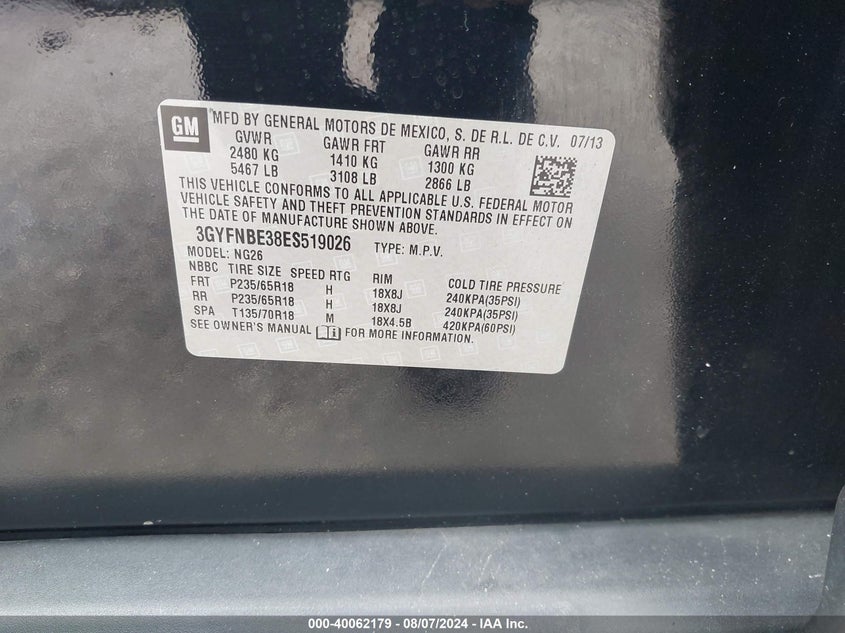 GM ®MFD BY GENERAL MOTORS DE MEXICO, S. DE R.L. DE C.V. 07/13
GVWR GAWR FRT GAWR RR
2480 KG 1410 KG 1300 KG
5467 LB 3108 LB 2866 LB
THIS VEHICLE CONFORMS TO ALL APPLICABLE U.S. FEDERAL MOTOR
VEHICLE SAFETY AND THEFT PREVENTION STANDARDS IN EFFECT ON
THE DATE OF MANUFACTURE SHOWN ABOVE.
3GYFNBE38ES519026 TYPE: M.P.V.
MODEL: NG26
NBBC TIRE SIZE SPEED RTG RIM COLD TIRE PRESSURE
FRT P235/65R18 H 18X8J 240KPA(35PSI)
RR P235/65R18 H 18X8J 240KPA(35PSI)
SPA T135/70R18 M 18X4.5B 420KPA(60PSI)
SEE OWNER'S MANUAL FOR MORE INFORMATION.
000-40062179 - 08/07/2024 - IAA Inc.